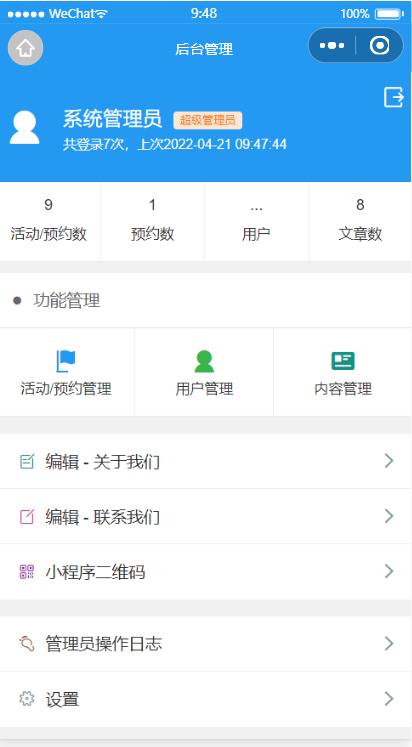 WeChat 9:48 100%
后台管理
系统管理员 超级管理员
共登录7次，上次2022-04-21 09:47:44
9 1 ... 8
活动/预约数 预约数 用户 文章数
功能管理
活动/预约管理 用户管理 内容管理
编辑 - 关于我们
编辑 - 联系我们
小程序二维码
管理员操作日志
设置